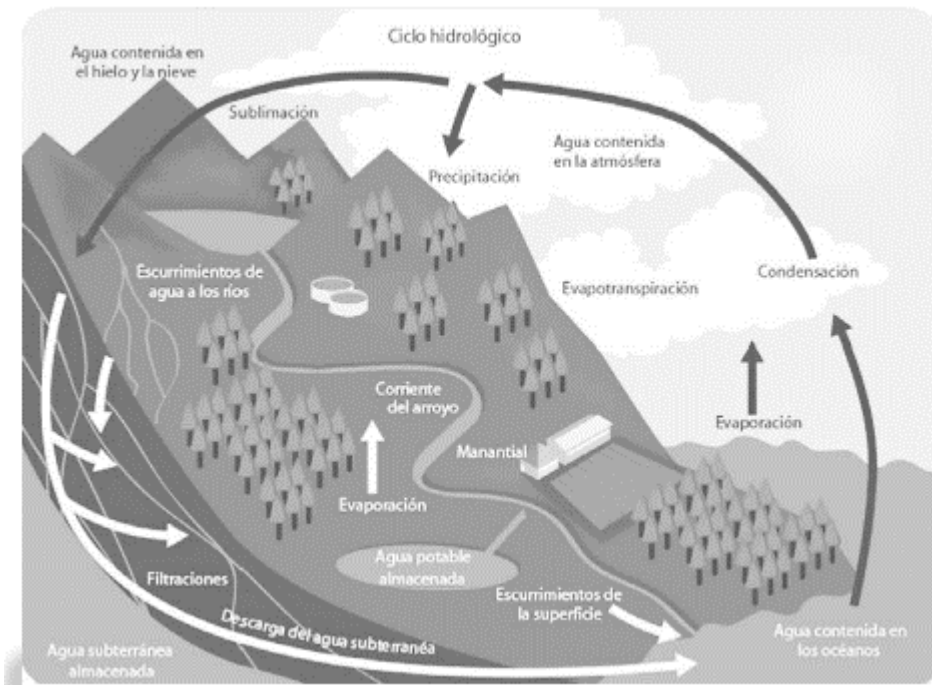 Ciclo hidrológico
Agua contenida en
el hielo y la nieve
Sublimación
Agua contenida
en la atmósfera
Precipitación
Escurrimientos de
agua a los ríos
Evapotranspiración
Condensación
Corriente
del arroyo
Evaporación
Manantial
Evaporación
Agua potable
almacenada
Filtraciones
Escurrimientos de
la superficie
Descarga del agua subterranéa
Agua contenida en
los océanos
Agua subterránea
almacenada